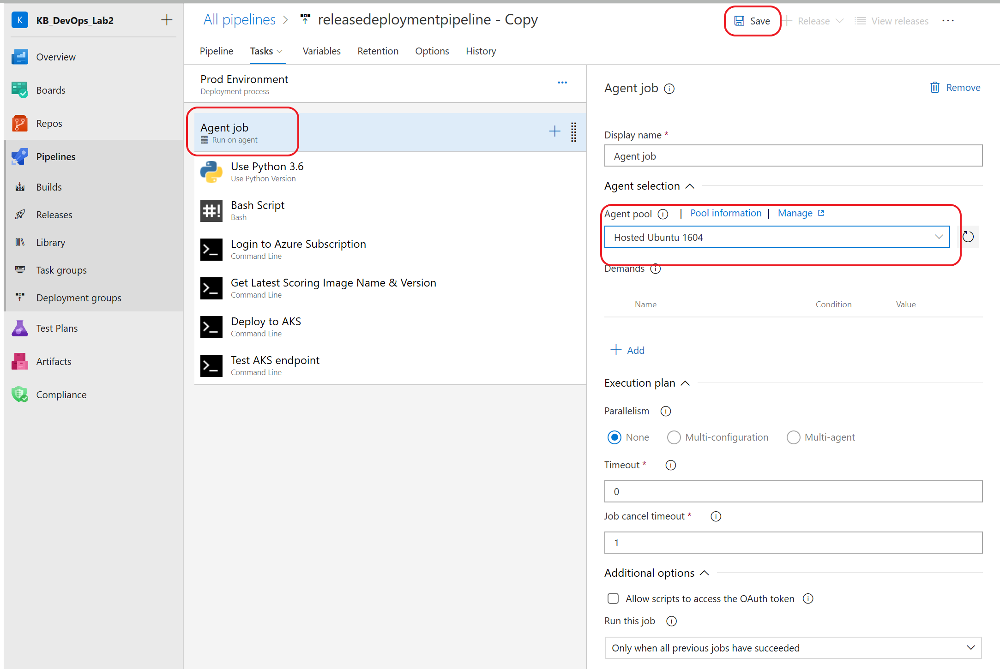 K KB_DevOps_Lab2
Overview
Boards
Repos
Pipelines
Builds
Releases
Library
Task groups
Deployment groups
Test Plans
Artifacts
Compliance
All pipelines > releasedeploymentpipeline - Copy
Save Release View releases ...
Pipeline Tasks Variables Retention Options History
Prod Environment
Deployment process
Agent job
Run on agent
Use Python 3.6
Use Python Version
#! Bash Script
Bash
>_ Login to Azure Subscription
Command Line
>_ Get Latest Scoring Image Name & Version
Command Line
>_ Deploy to AKS
Command Line
>_ Test AKS endpoint
Command Line
Agent job Remove
Display name *
Agent job
Agent selection
Agent pool | Pool information | Manage
Hosted Ubuntu 1604
Demands
Name Condition Value
Add
Execution plan
Parallelism
None Multi-configuration Multi-agent
Timeout *
0
Job cancel timeout *
1
Additional options
Allow scripts to access the OAuth token
Run this job
Only when all previous jobs have succeeded